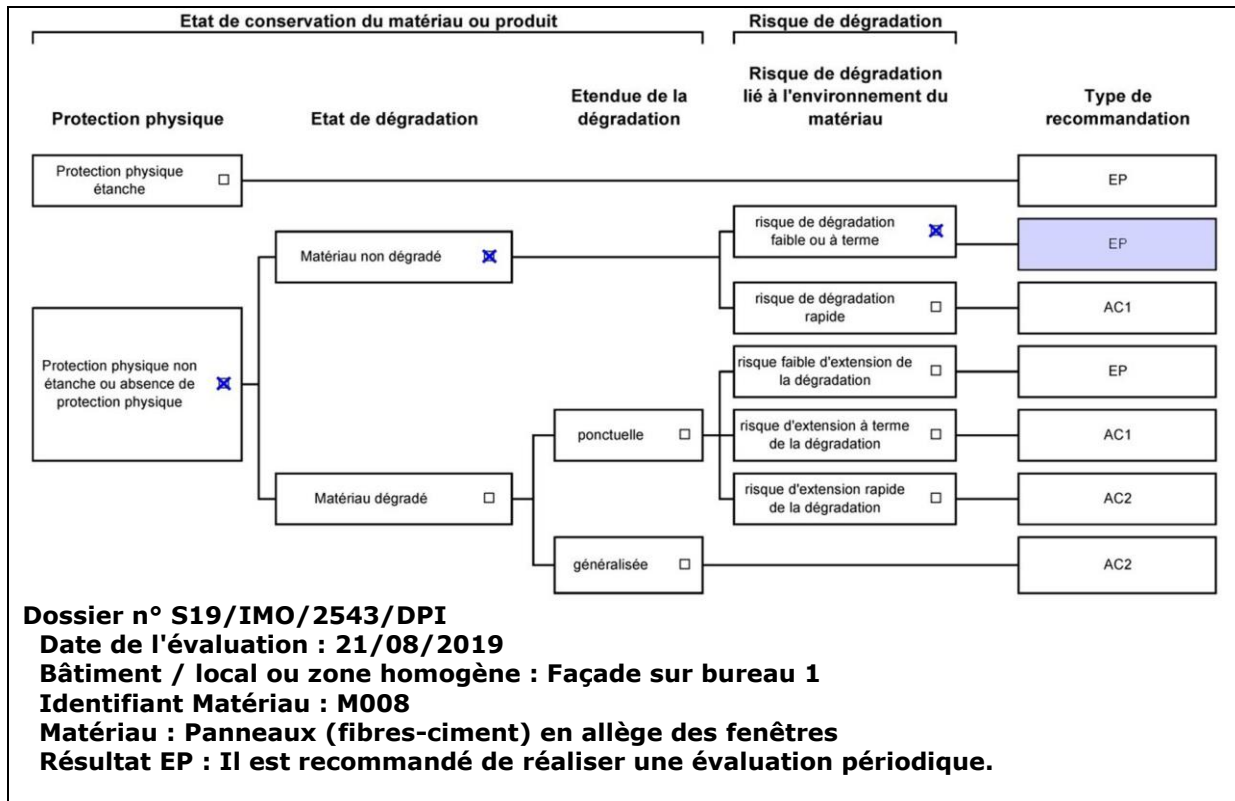 Etat de conservation du matériau ou produit
Risque de dégradation
Protection physique
Etat de dégradation
Etendue de la
dégradation
Risque de dégradation
lié à l'environnement du
matériau
Type de
recommandation
Protection physique
étanche
EP
risque de dégradation
faible ou à terme
EP
Matériau non dégradé
risque de dégradation
rapide
AC1
Protection physique non
étanche ou absence de
protection physique
risque faible d'extension de
la dégradation
EP
ponctuelle
risque d'extension à terme
de la dégradation
AC1
Matériau dégradé
risque d'extension rapide
de la dégradation
AC2
généralisée
AC2
Dossier n° S19/IMO/2543/DPI
Date de l'évaluation : 21/08/2019
Bâtiment / local ou zone homogène : Façade sur bureau 1
Identifiant Matériau : M008
Matériau : Panneaux (fibres-ciment) en allège des fenêtres
Résultat EP : Il est recommandé de réaliser une évaluation périodique.